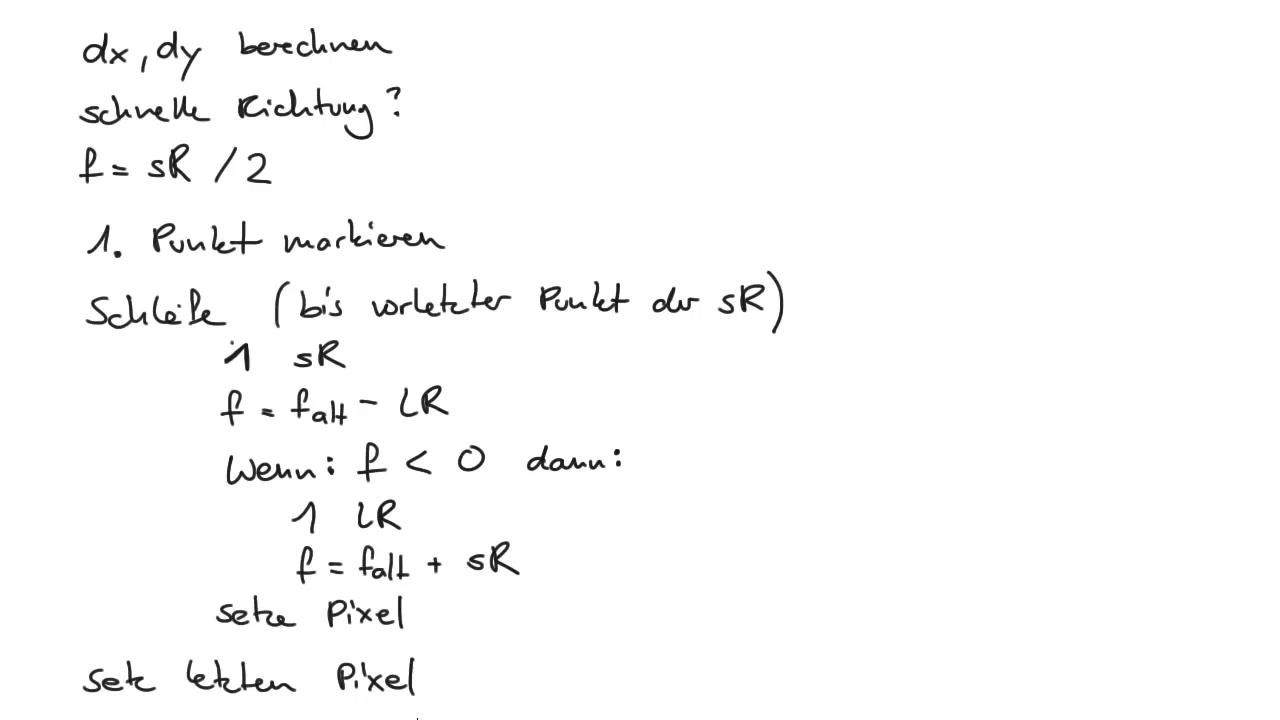 dx, dy berechnen
schnelle Richtung?
f = sR / 2
1. Punkt markieren
Schleife (bis vorletzter Punkt der sR)
1 sR
f = falt - LR
Wenn: f < 0 dann:
1 LR
f = falt + sR
setze Pixel
setze letzten Pixel